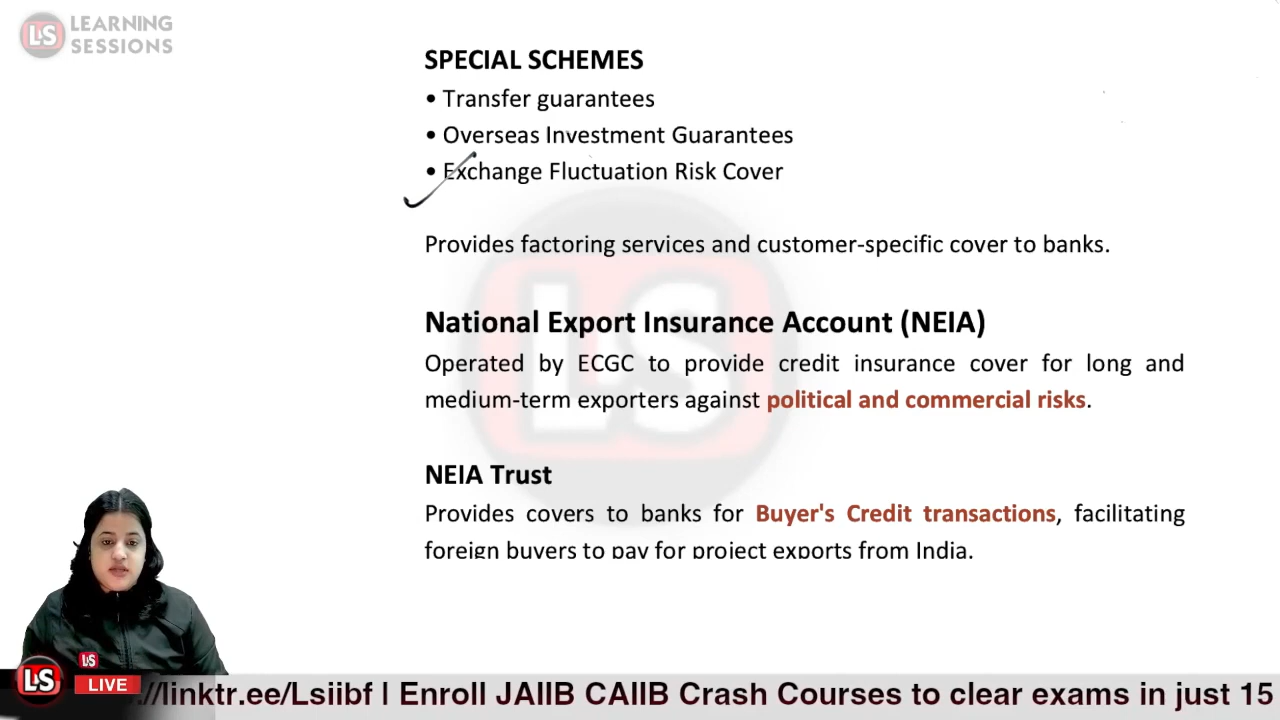 LS LEARNING
SESSIONS
SPECIAL SCHEMES
• Transfer guarantees
• Overseas Investment Guarantees
• Exchange Fluctuation Risk Cover
Provides factoring services and customer-specific cover to banks.
National Export Insurance Account (NEIA)
Operated by ECGC to provide credit insurance cover for long and
medium-term exporters against political and commercial risks.
NEIA Trust
Provides covers to banks for Buyer's Credit transactions, facilitating
foreign buyers to pay for project exports from India.
LS
LS
LS LIVE //linktr.ee/Lsiibf | Enroll JAIIB CAIIB Crash Courses to clear exams in just 15